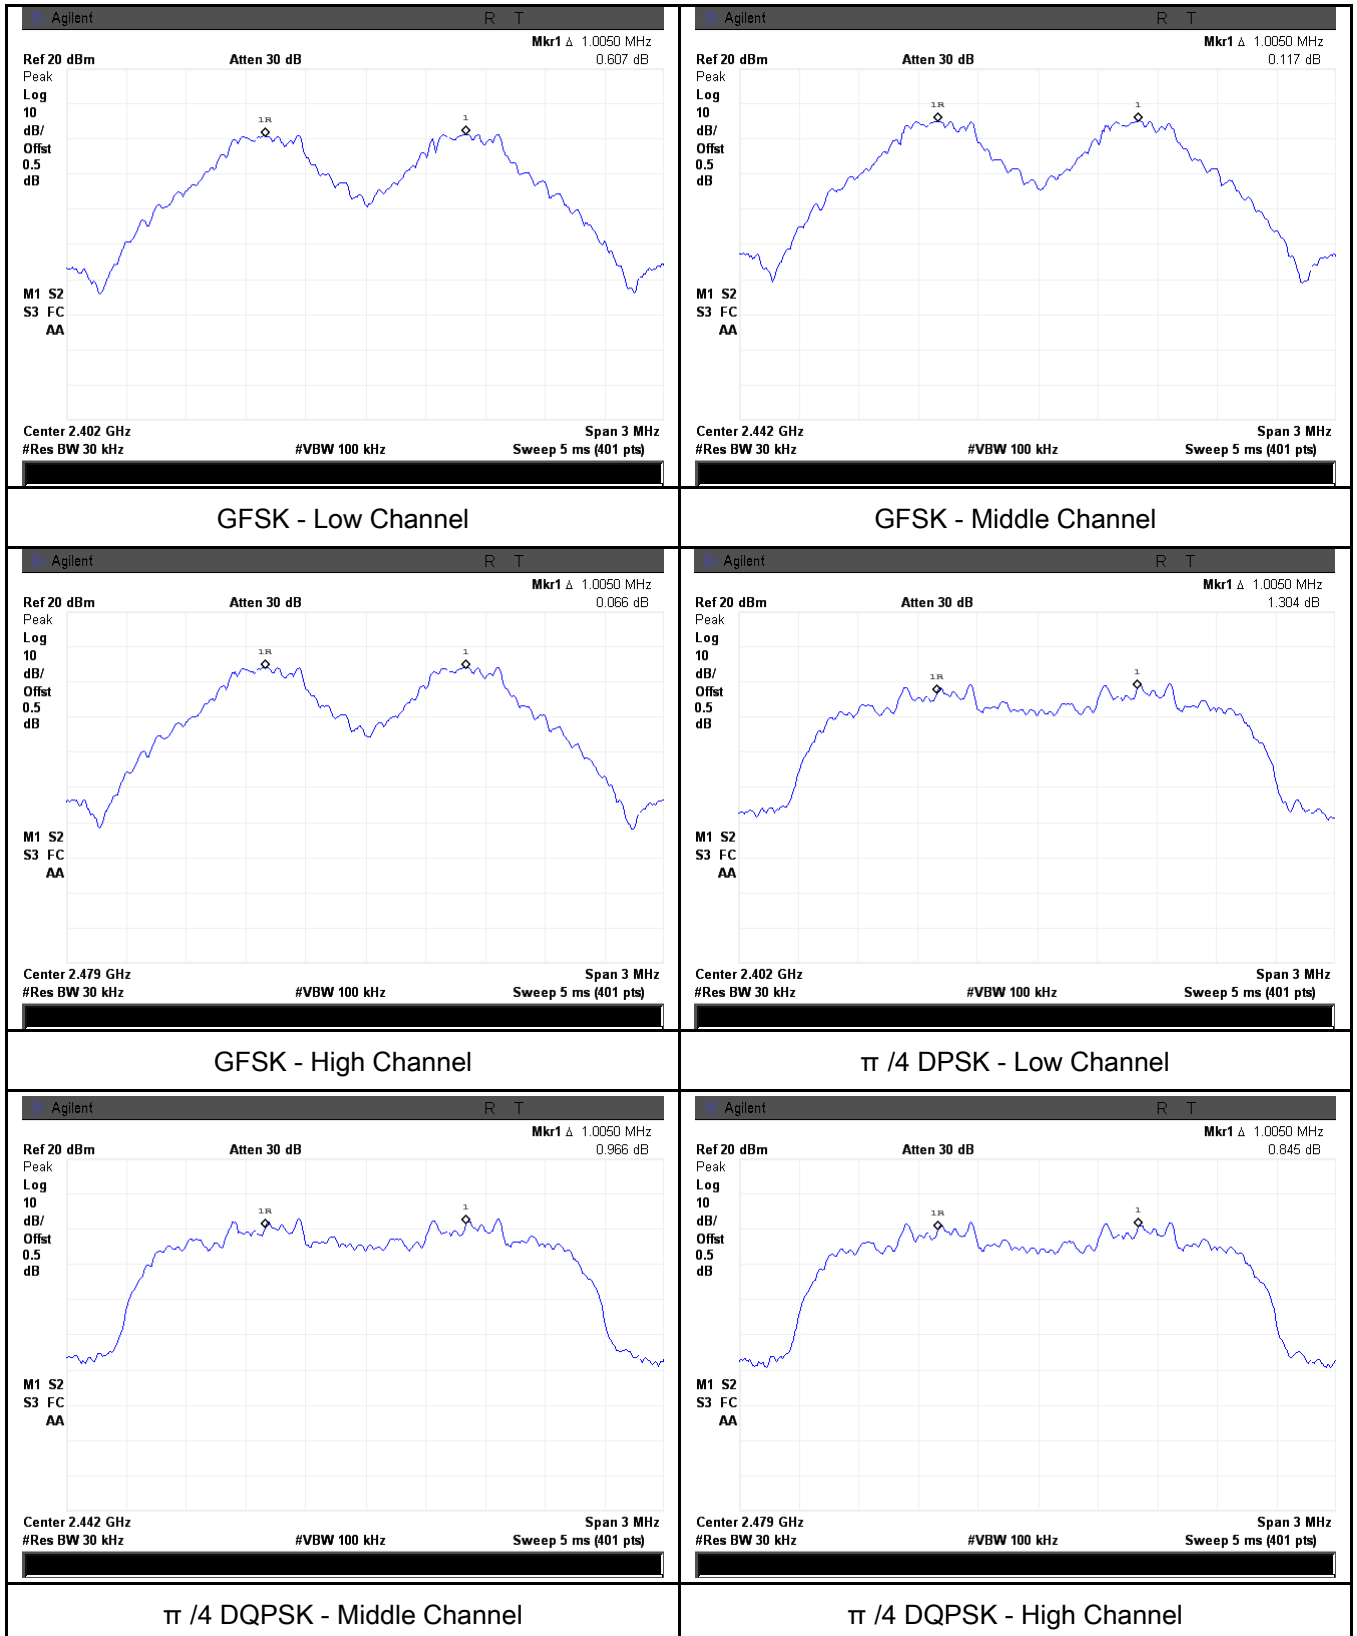 Agilent R T
Mkr1 Δ 1.0050 MHz
Ref 20 dBm Atten 30 dB 0.607 dB
Peak
Log
10
dB/
Offst
0.5
dB
1R 1
M1 S2
S3 FC
AA
Center 2.402 GHz Span 3 MHz
#Res BW 30 kHz #VBW 100 kHz Sweep 5 ms (401 pts)
GFSK - Low Channel
Agilent R T
Mkr1 Δ 1.0050 MHz
Ref 20 dBm Atten 30 dB 0.117 dB
Peak
Log
10
dB/
Offst
0.5
dB
1R 1
M1 S2
S3 FC
AA
Center 2.442 GHz Span 3 MHz
#Res BW 30 kHz #VBW 100 kHz Sweep 5 ms (401 pts)
GFSK - Middle Channel
Agilent R T
Mkr1 Δ 1.0050 MHz
Ref 20 dBm Atten 30 dB 0.066 dB
Peak
Log
10
dB/
Offst
0.5
dB
1R 1
M1 S2
S3 FC
AA
Center 2.479 GHz Span 3 MHz
#Res BW 30 kHz #VBW 100 kHz Sweep 5 ms (401 pts)
GFSK - High Channel
Agilent R T
Mkr1 Δ 1.0050 MHz
Ref 20 dBm Atten 30 dB 1.304 dB
Peak
Log
10
dB/
Offst
0.5
dB
1R 1
M1 S2
S3 FC
AA
Center 2.402 GHz Span 3 MHz
#Res BW 30 kHz #VBW 100 kHz Sweep 5 ms (401 pts)
π /4 DPSK - Low Channel
Agilent R T
Mkr1 Δ 1.0050 MHz
Ref 20 dBm Atten 30 dB 0.966 dB
Peak
Log
10
dB/
Offst
0.5
dB
1R 1
M1 S2
S3 FC
AA
Center 2.442 GHz Span 3 MHz
#Res BW 30 kHz #VBW 100 kHz Sweep 5 ms (401 pts)
π /4 DQPSK - Middle Channel
Agilent R T
Mkr1 Δ 1.0050 MHz
Ref 20 dBm Atten 30 dB 0.845 dB
Peak
Log
10
dB/
Offst
0.5
dB
1R 1
M1 S2
S3 FC
AA
Center 2.479 GHz Span 3 MHz
#Res BW 30 kHz #VBW 100 kHz Sweep 5 ms (401 pts)
π /4 DQPSK - High Channel